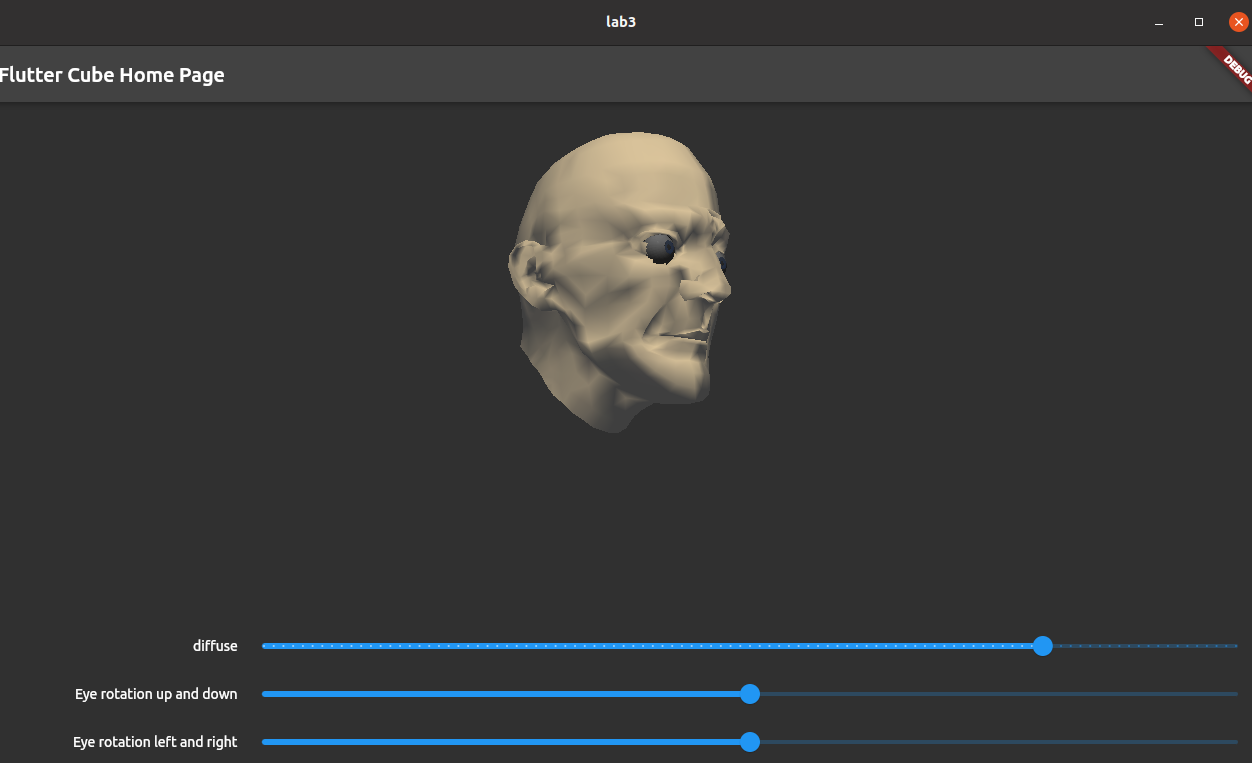 lab3
Flutter Cube Home Page
DEBUG
diffuse
Eye rotation up and down
Eye rotation left and right